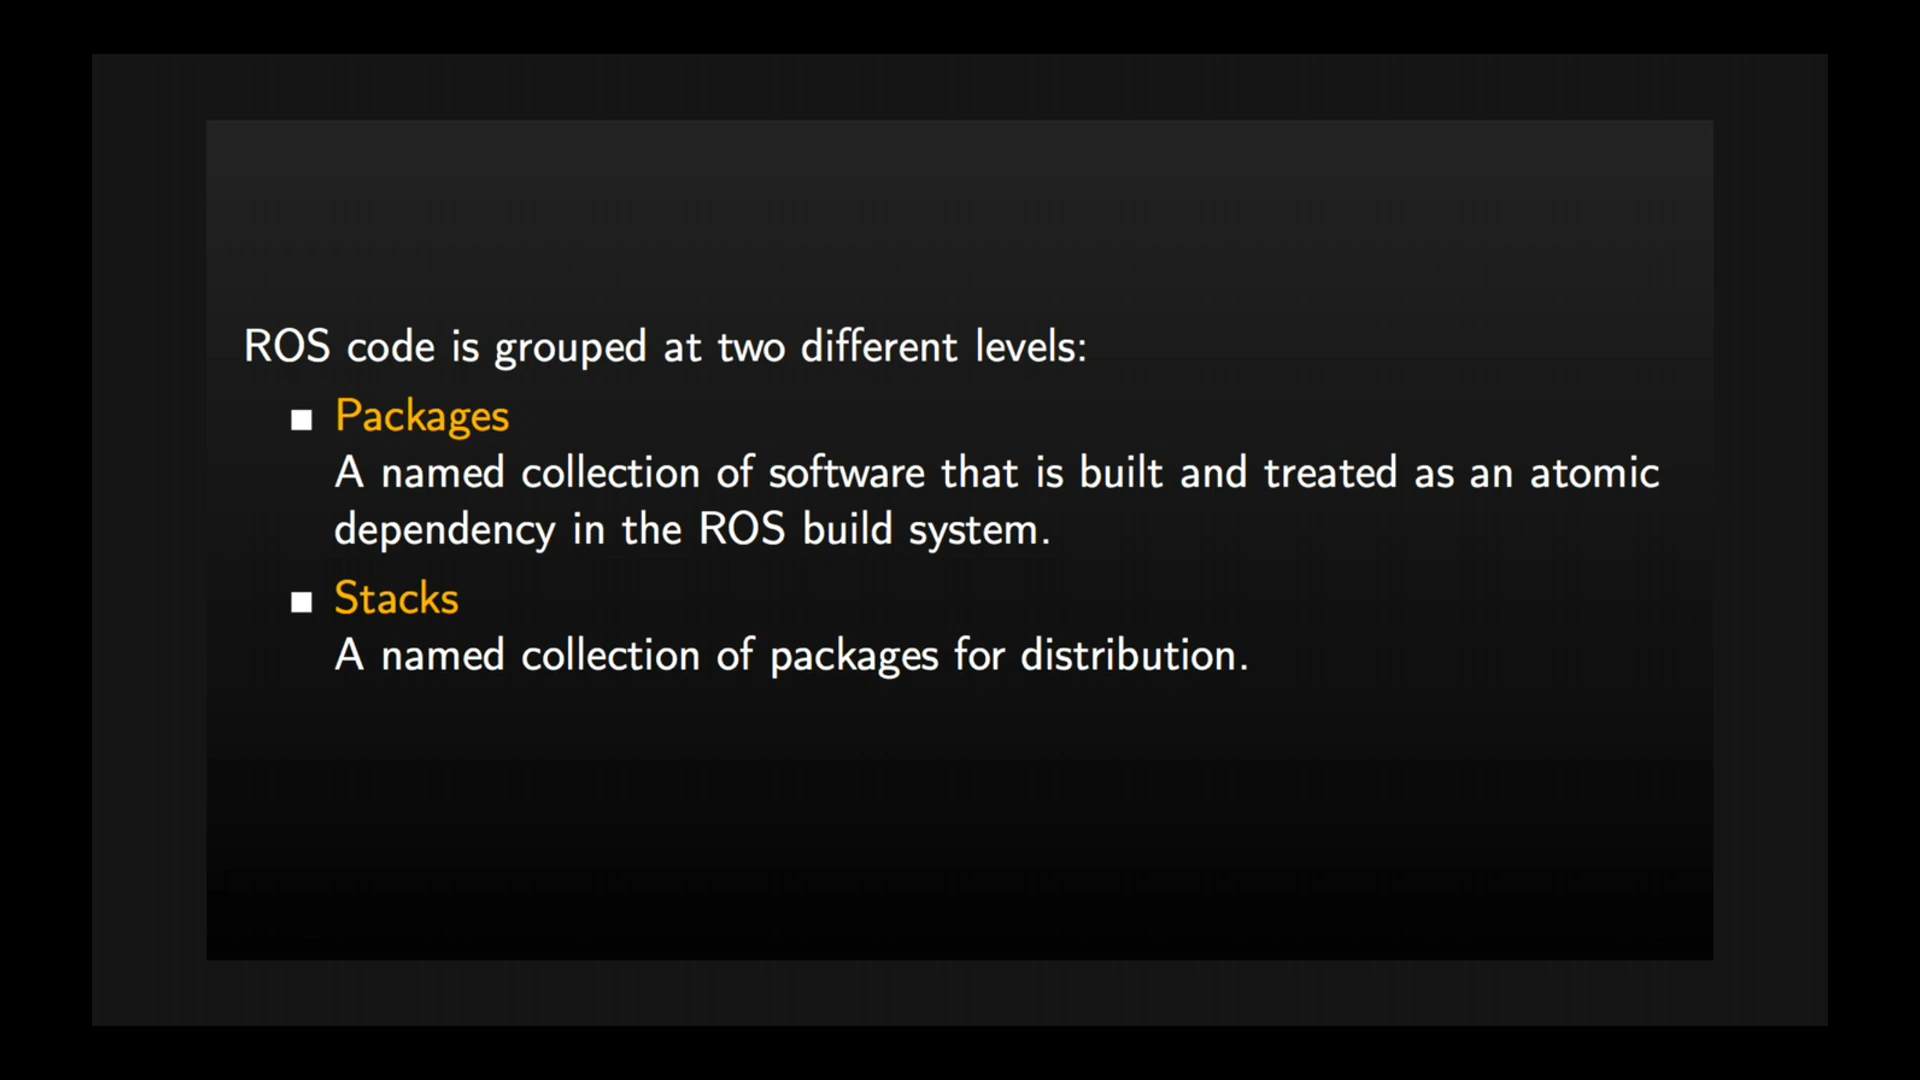 ROS code is grouped at two different levels:
Packages
A named collection of software that is built and treated as an atomic
dependency in the ROS build system.
Stacks
A named collection of packages for distribution.